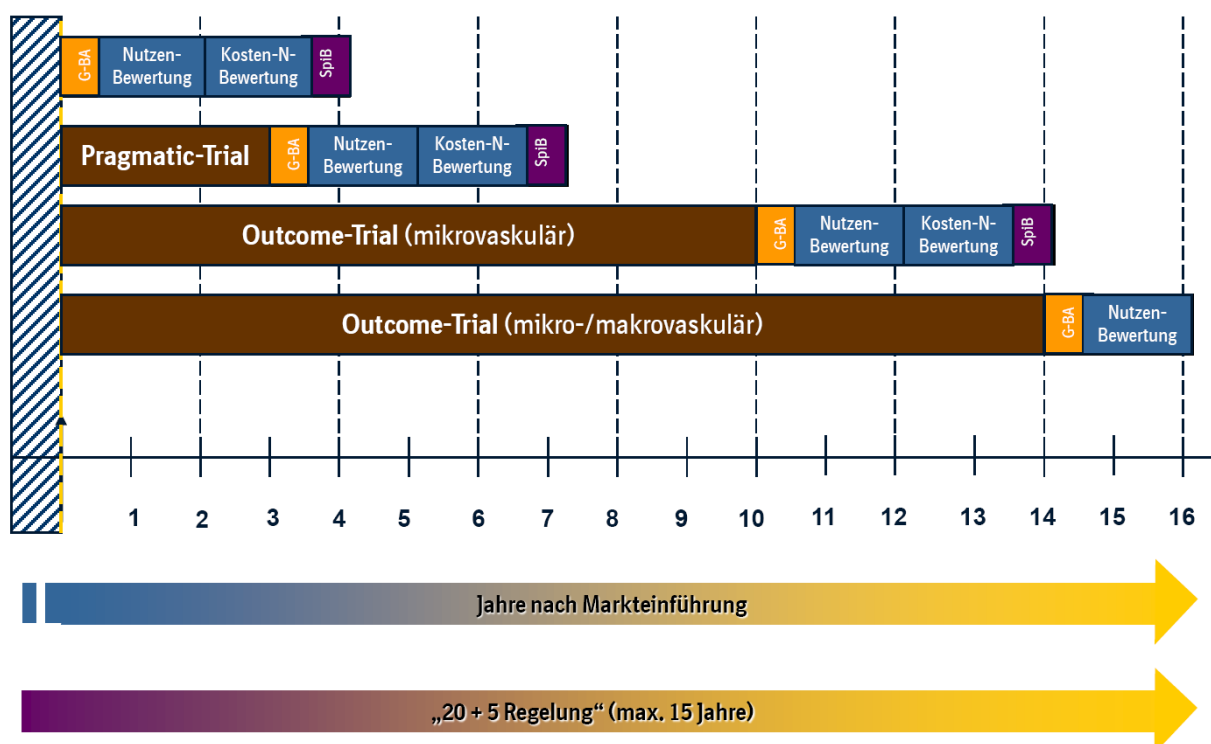 G-BA
Nutzen-
Bewertung
Kosten-N-
Bewertung
SpiB
Pragmatic-Trial
G-BA
Nutzen-
Bewertung
Kosten-N-
Bewertung
SpiB
Outcome-Trial (mikrovaskulär)
G-BA
Nutzen-
Bewertung
Kosten-N-
Bewertung
SpiB
Outcome-Trial (mikro-/makrovaskulär)
G-BA
Nutzen-
Bewertung
1 2 3 4 5 6 7 8 9 10 11 12 13 14 15 16
Jahre nach Markteinführung
„20 + 5 Regelung“ (max. 15 Jahre)